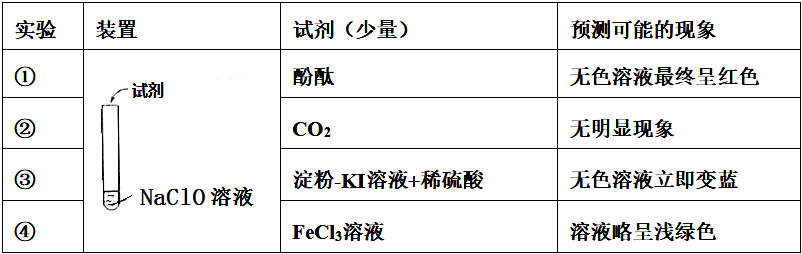 实验 装置 试剂（少量） 预测可能的现象
① 酚酞 无色溶液最终呈红色
试剂
② CO₂ 无明显现象
③ 淀粉-KI溶液+稀硫酸 无色溶液立即变蓝
NaClO 溶液
④ FeCl₃溶液 溶液略呈浅绿色